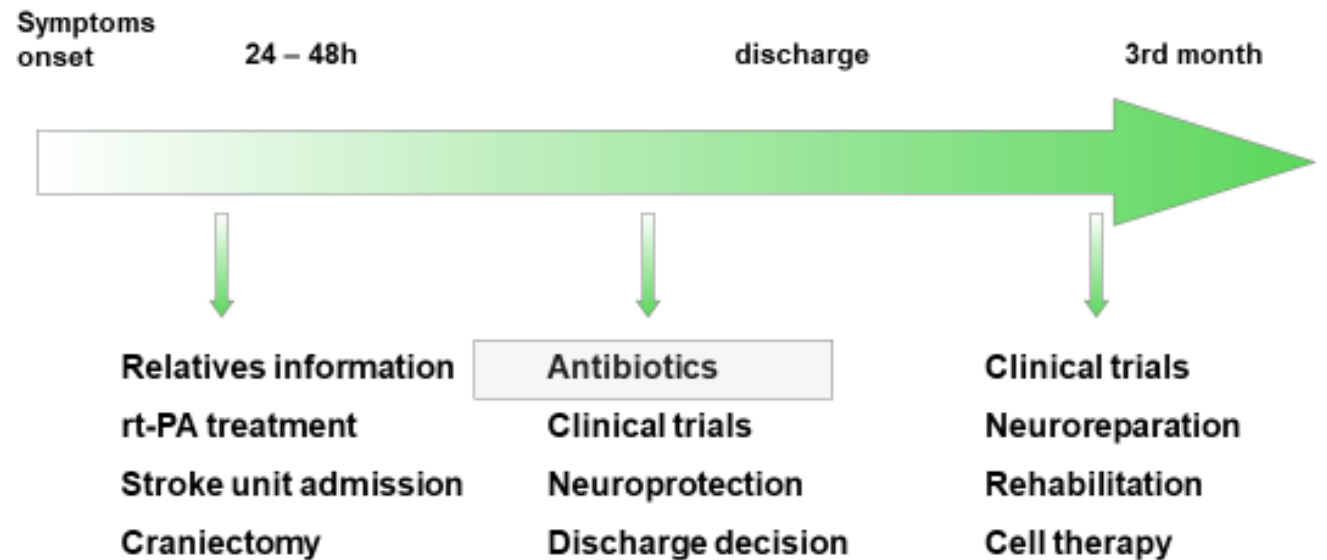 Symptoms
onset
24 – 48h
discharge
3rd month
Relatives information
rt-PA treatment
Stroke unit admission
Craniectomy
Antibiotics
Clinical trials
Neuroprotection
Discharge decision
Clinical trials
Neuroreparation
Rehabilitation
Cell therapy